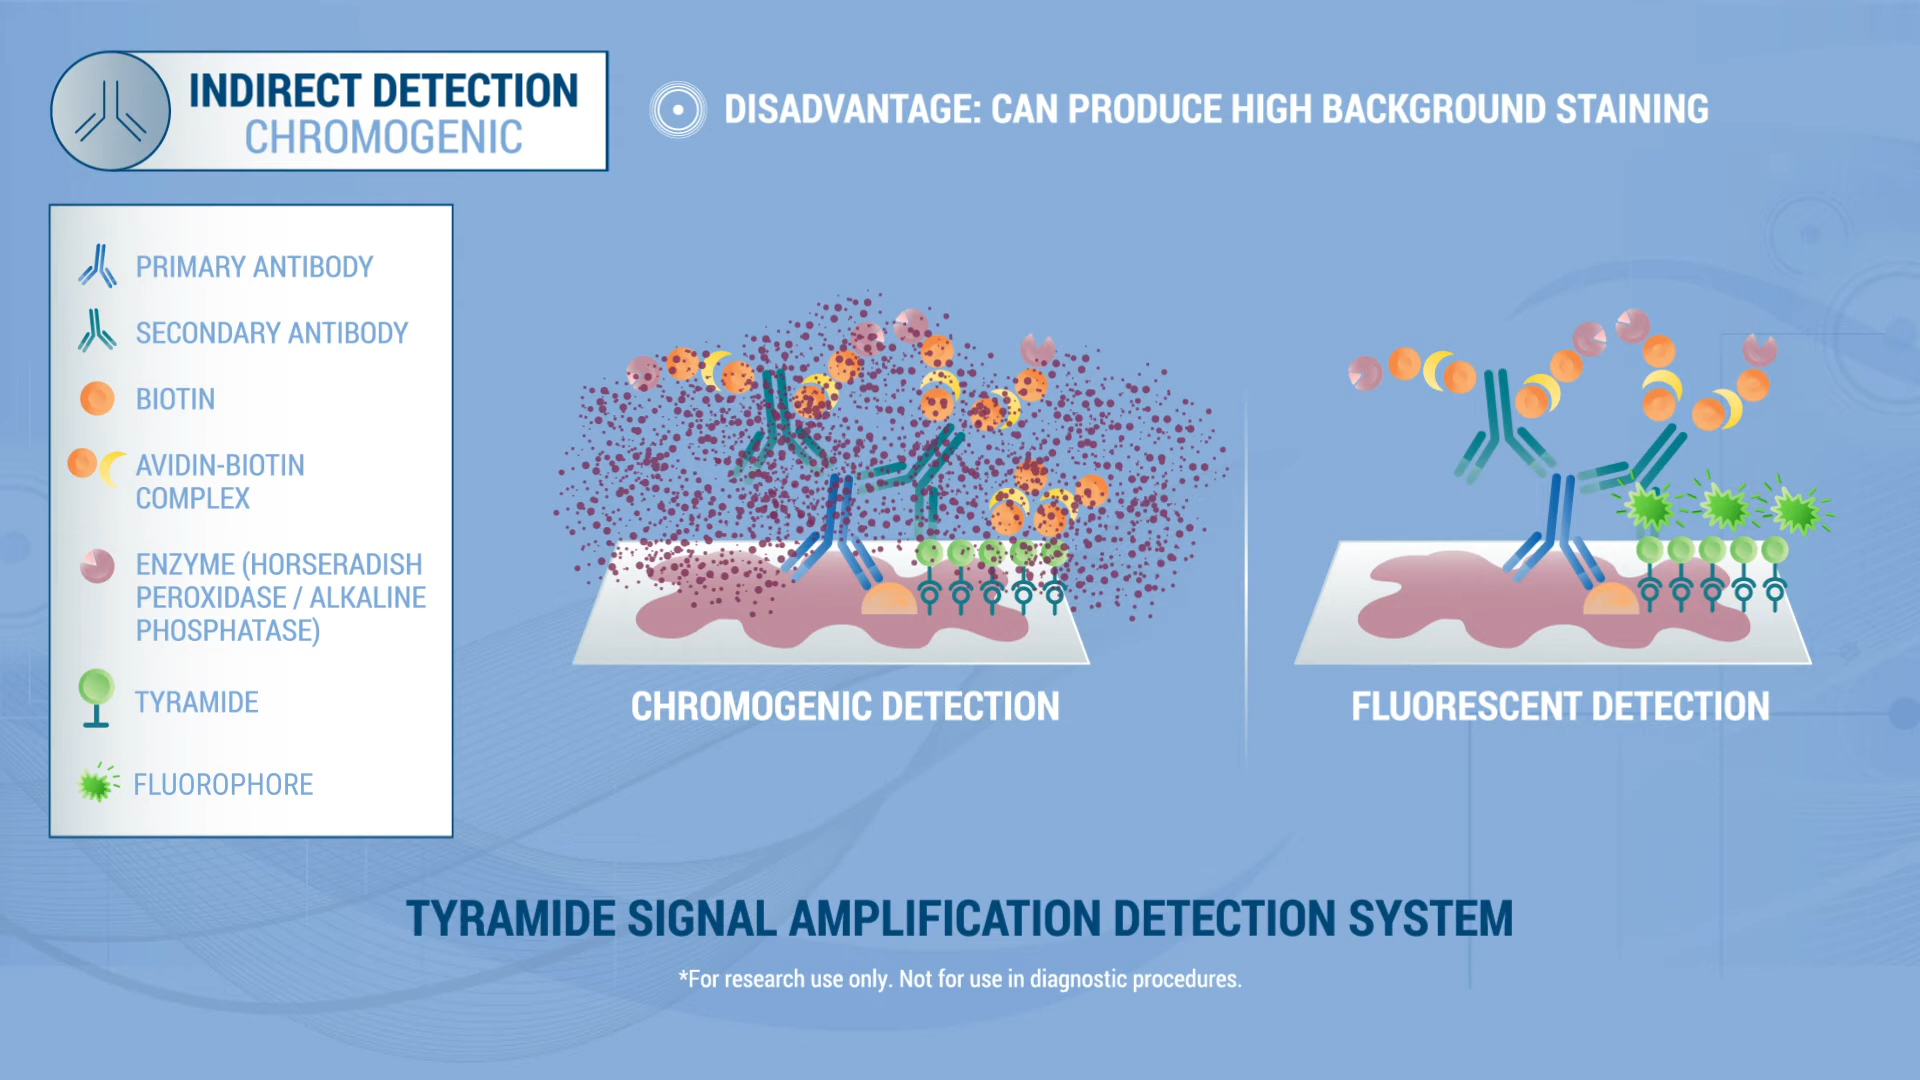 INDIRECT DETECTION
CHROMOGENIC
DISADVANTAGE: CAN PRODUCE HIGH BACKGROUND STAINING
PRIMARY ANTIBODY
SECONDARY ANTIBODY
BIOTIN
AVIDIN-BIOTIN
COMPLEX
ENZYME (HORSERADISH
PEROXIDASE / ALKALINE
PHOSPHATASE)
TYRAMIDE
FLUOROPHORE
CHROMOGENIC DETECTION
FLUORESCENT DETECTION
TYRAMIDE SIGNAL AMPLIFICATION DETECTION SYSTEM
*For research use only. Not for use in diagnostic procedures.